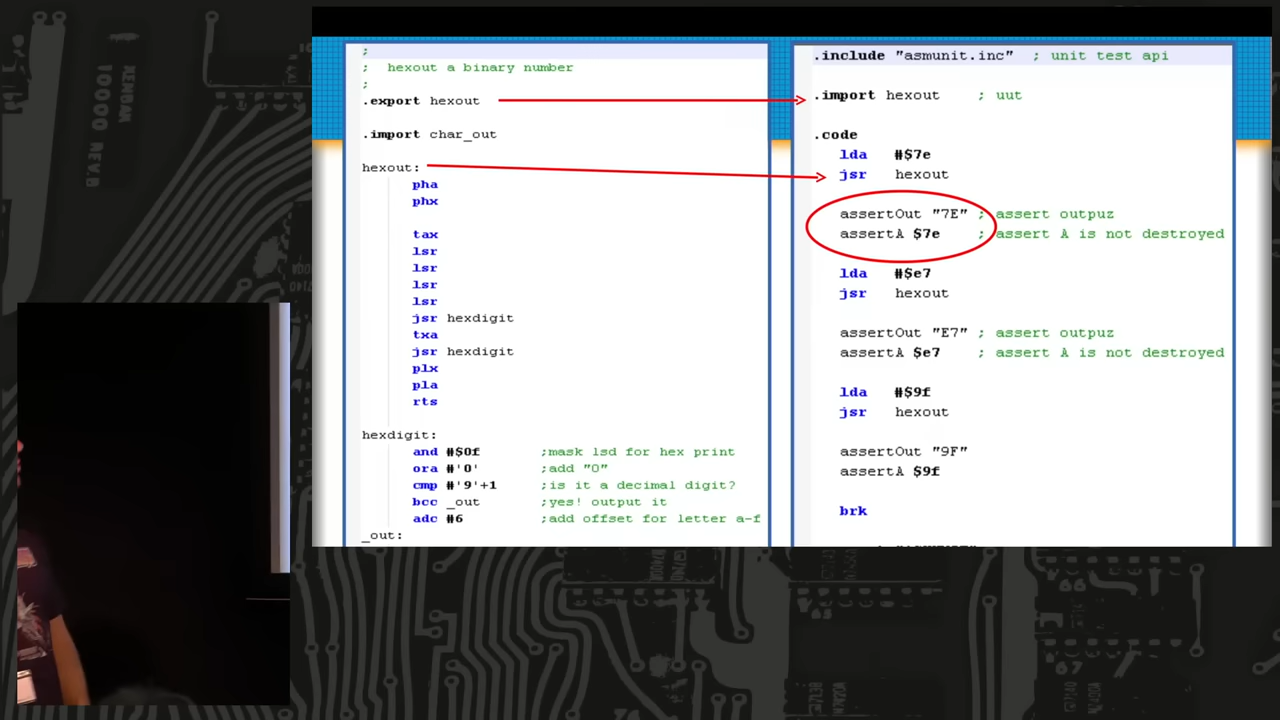 ;
;  hexout a binary number
;
.export hexout
.import char_out
hexout:
pha
phx
tax
lsr
lsr
lsr
lsr
jsr hexdigit
txa
jsr hexdigit
plx
pla
rts
hexdigit:
and #$0f ;mask lsd for hex print
ora #'0' ;add "0"
cmp #'9'+1 ;is it a decimal digit?
bcc _out ;yes! output it
adc #6 ;add offset for letter a-f
_out:
.include "asmunit.inc" ; unit test api
.import hexout ; uut
.code
lda #$7e
jsr hexout
assertOut "7E" ; assert outpuz
assertA $7e ; assert A is not destroyed
lda #$e7
jsr hexout
assertOut "E7" ; assert outpuz
assertA $e7 ; assert A is not destroyed
lda #$9f
jsr hexout
assertOut "9F"
assertA $9f
brk
KENDAK
10000 REV.B